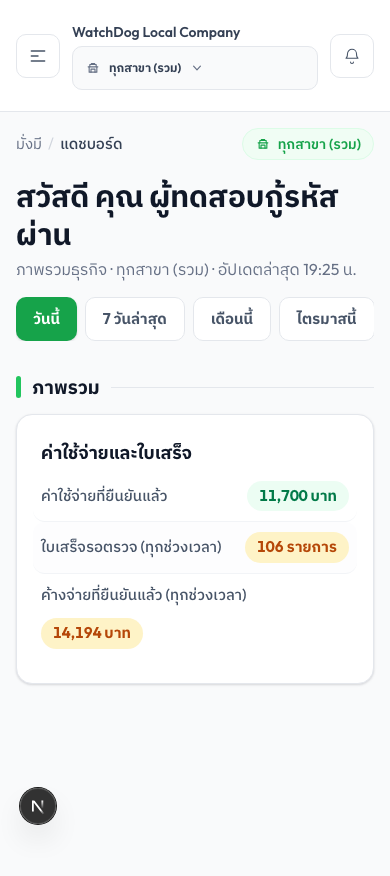 WatchDog Local Company
ทุกสาขา (รวม)
มั่งมี / แดชบอร์ด
ทุกสาขา (รวม)
สวัสดี คุณ ผู้ทดสอบกู้รหัส
ผ่าน
ภาพรวมธุรกิจ · ทุกสาขา (รวม) · อัปเดตล่าสุด 19:25 น.
วันนี้ 7 วันล่าสุด เดือนนี้ ไตรมาสนี้
ภาพรวม
ค่าใช้จ่ายและใบเสร็จ
ค่าใช้จ่ายที่ยืนยันแล้ว 11,700 บาท
ใบเสร็จรอตรวจ (ทุกช่วงเวลา) 106 รายการ
ค้างจ่ายที่ยืนยันแล้ว (ทุกช่วงเวลา)
14,194 บาท
N